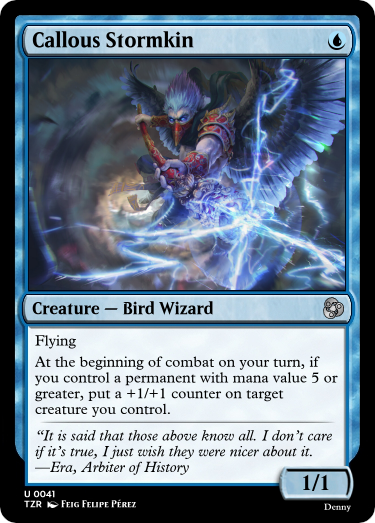 Callous Stormkin
Creature — Bird Wizard
Flying
At the beginning of combat on your turn, if
you control a permanent with mana value 5 or
greater, put a +1/+1 counter on target
creature you control.
“It is said that those above know all. I don't care
if it's true, I just wish they were nicer about it.
—Era, Arbiter of History
1/1
U 0041
TZR Feig Felipe Pérez
Denny